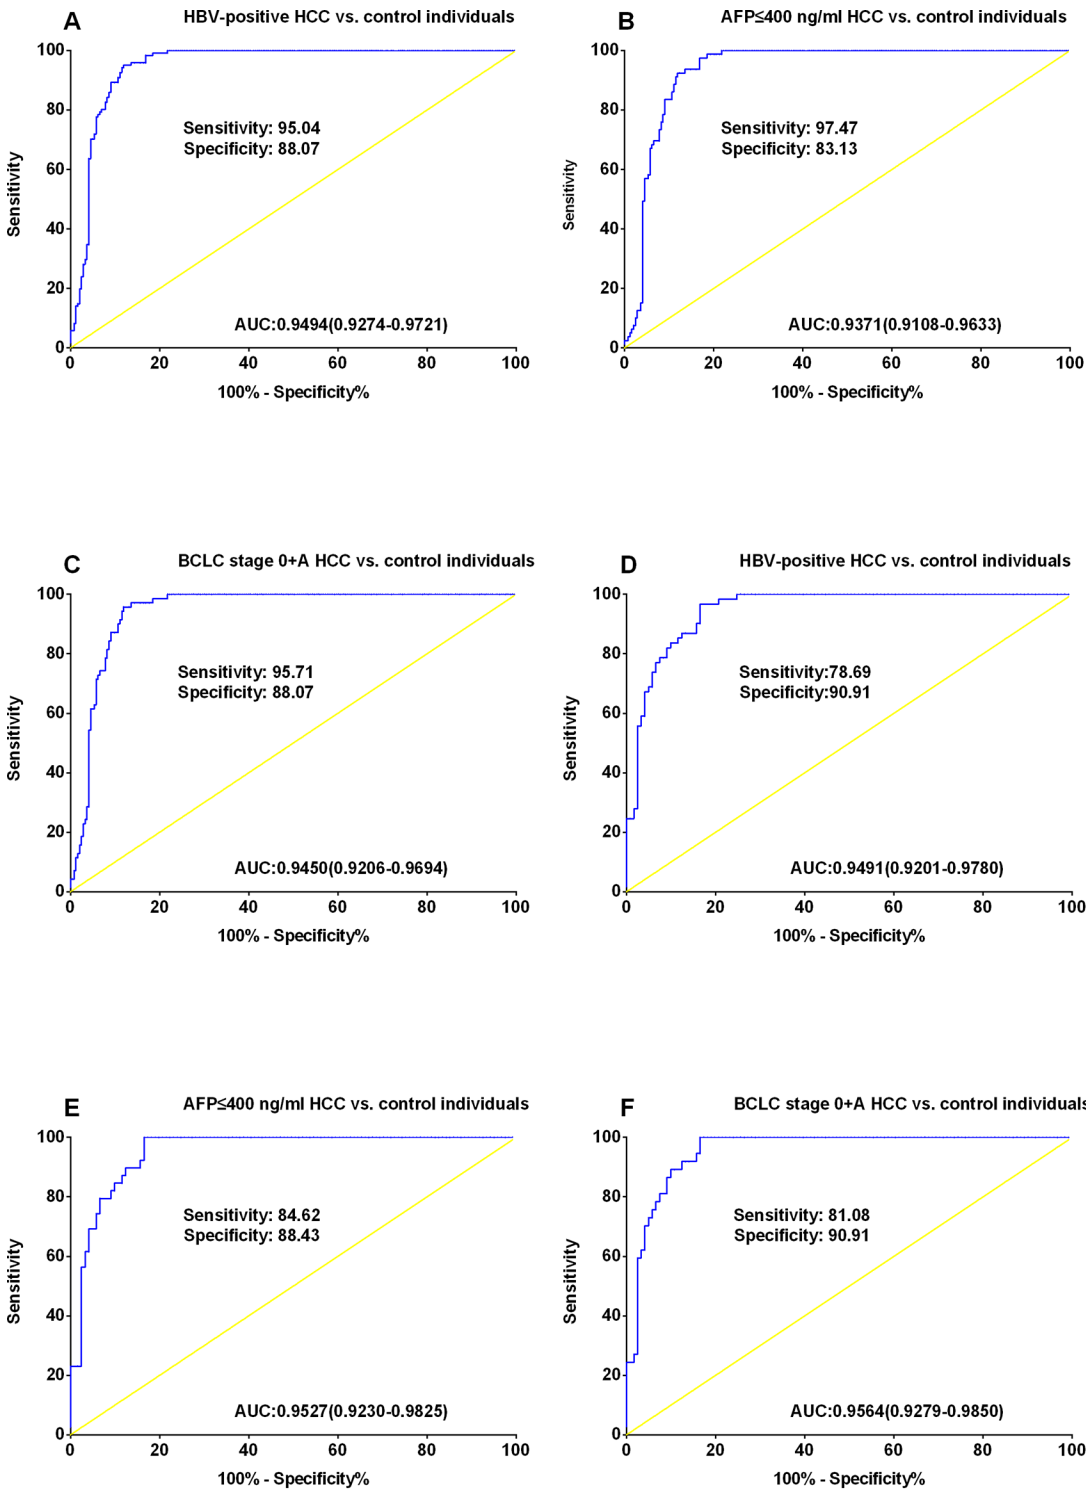 A
HBV-positive HCC vs. control individuals
100
80
60
40
20
0
Sensitivity
Sensitivity: 95.04
Specificity: 88.07
AUC:0.9494(0.9274-0.9721)
0 20 40 60 80 100
100% - Specificity%
B
AFP≤400 ng/ml HCC vs. control individuals
100
80
60
40
20
0
Sensitivity
Sensitivity: 97.47
Specificity: 83.13
AUC:0.9371(0.9108-0.9633)
0 20 40 60 80 100
100% - Specificity%
C
BCLC stage 0+A HCC vs. control individuals
100
80
60
40
20
0
Sensitivity
Sensitivity: 95.71
Specificity: 88.07
AUC:0.9450(0.9206-0.9694)
0 20 40 60 80 100
100% - Specificity%
D
HBV-positive HCC vs. control individuals
100
80
60
40
20
0
Sensitivity
Sensitivity:78.69
Specificity:90.91
AUC:0.9491(0.9201-0.9780)
0 20 40 60 80 100
100% - Specificity%
E
AFP≤400 ng/ml HCC vs. control individuals
100
80
60
40
20
0
Sensitivity
Sensitivity: 84.62
Specificity: 88.43
AUC:0.9527(0.9230-0.9825)
0 20 40 60 80 100
100% - Specificity%
F
BCLC stage 0+A HCC vs. control individuals
100
80
60
40
20
0
Sensitivity
Sensitivity: 81.08
Specificity: 90.91
AUC:0.9564(0.9279-0.9850)
0 20 40 60 80 100
100% - Specificity%